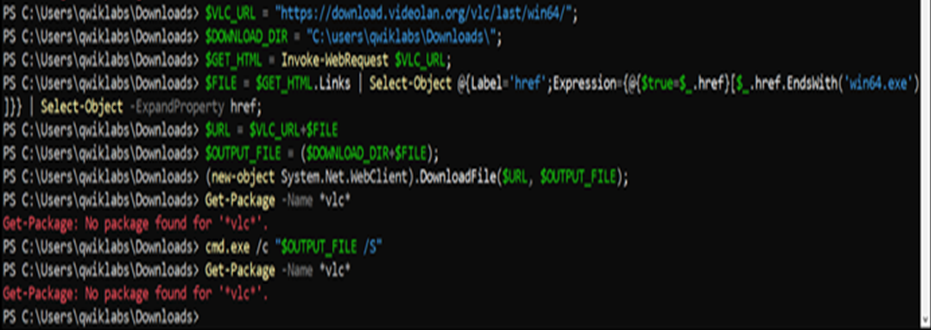 PS C:\Users\qwiklabs\Downloads> $VLC_URL = "https://download.videolan.org/vlc/last/win64/";
PS C:\Users\qwiklabs\Downloads> $DOWNLOAD_DIR = "C:\users\qwiklabs\Downloads\";
PS C:\Users\qwiklabs\Downloads> $GET_HTML = Invoke-WebRequest $VLC_URL;
PS C:\Users\qwiklabs\Downloads> $FILE = $GET_HTML.Links | Select-Object @{Label='href';Expression={@{$true=$_.href}[$_.href.EndsWith('win64.exe')
]}} | Select-Object -ExpandProperty href;
PS C:\Users\qwiklabs\Downloads> $URL = $VLC_URL+$FILE
PS C:\Users\qwiklabs\Downloads> $OUTPUT_FILE = ($DOWNLOAD_DIR+$FILE);
PS C:\Users\qwiklabs\Downloads> (new-object System.Net.WebClient).DownloadFile($URL, $OUTPUT_FILE);
PS C:\Users\qwiklabs\Downloads> Get-Package -Name *vlc*
Get-Package: No package found for '*vlc*'.
PS C:\Users\qwiklabs\Downloads> cmd.exe /c "$OUTPUT_FILE /S"
PS C:\Users\qwiklabs\Downloads> Get-Package -Name *vlc*
Get-Package: No package found for '*vlc*'.
PS C:\Users\qwiklabs\Downloads>